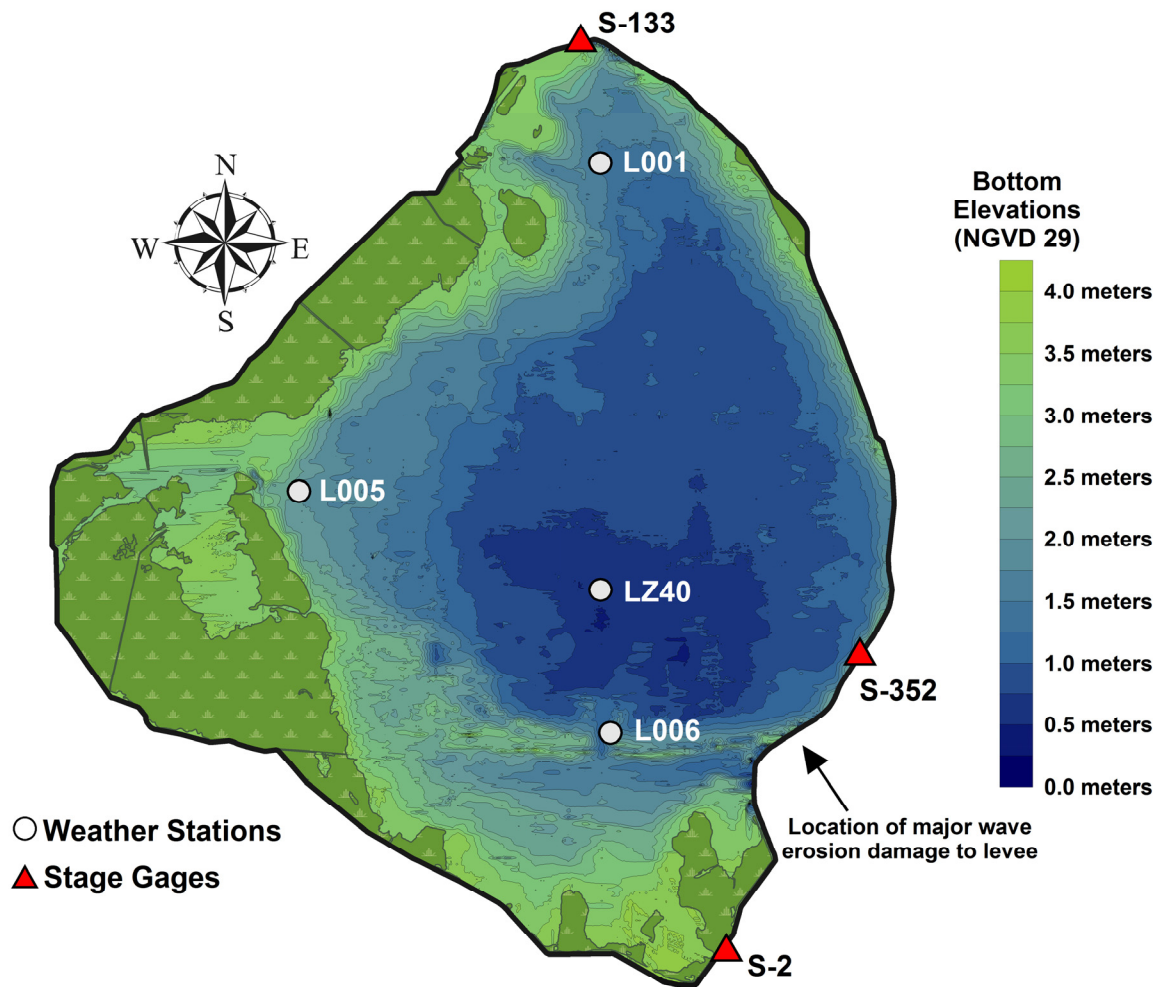 S-133
L001
N
W E
S
Bottom
Elevations
(NGVD 29)
4.0 meters
3.5 meters
3.0 meters
2.5 meters
2.0 meters
1.5 meters
1.0 meters
0.5 meters
0.0 meters
L005
LZ40
S-352
L006
Location of major wave
erosion damage to levee
Weather Stations
Stage Gages
S-2